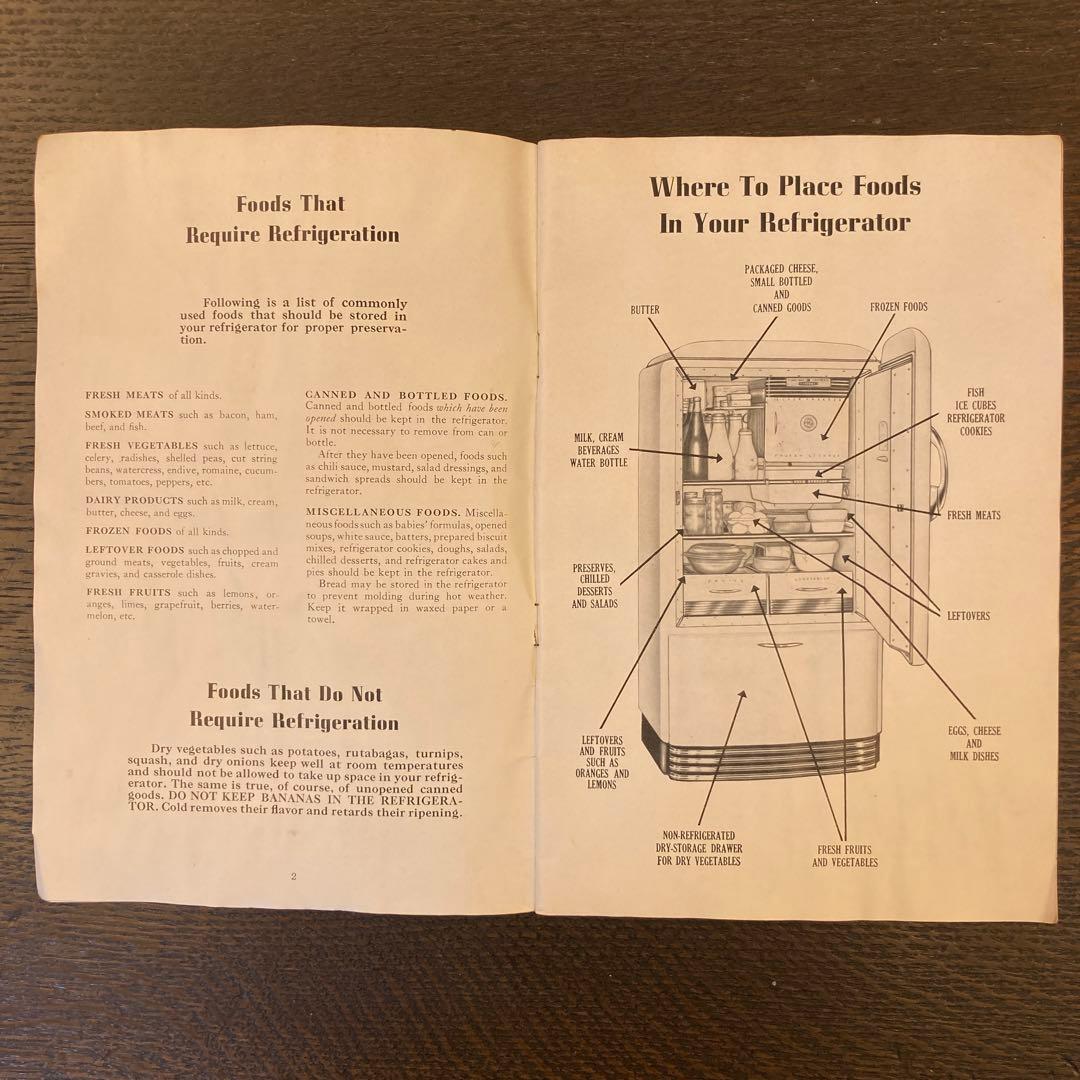 Foods That
Require Refrigeration
Following is a list of commonly
used foods that should be stored in
your refrigerator for proper preserva-
tion.
FRESH MEATS of all kinds.
SMOKED MEATS such as bacon, ham,
beef, and fish.
FRESH VEGETABLES such as lettuce,
celery, radishes, shelled peas, cut string
beans, watercress, endive, romaine, cucum-
bers, tomatoes, peppers, etc.
DAIRY PRODUCTS such as milk, cream,
butter, cheese, and eggs.
FROZEN FOODS of all kinds.
LEFTOVER FOODS such as chopped and
ground meats, vegetables, fruits, cream
gravies, and casserole dishes.
FRESH FRUITS such as lemons, or-
anges, limes, grapefruit, berries, water-
melon, etc.
CANNED AND BOTTLED FOODS.
Canned and bottled foods which have been
opened should be kept in the refrigerator.
It is not necessary to remove from can or
bottle.
After they have been opened, foods such
as chili sauce, mustard, salad dressings, and
sandwich spreads should be kept in the
refrigerator.
MISCELLANEOUS FOODS. Miscella-
neous foods such as babies' formulas, opened
soups, white sauce, batters, prepared biscuit
mixes, refrigerator cookies, doughs, salads,
chilled desserts, and refrigerator cakes and
pies should be kept in the refrigerator.
Bread may be stored in the refrigerator
to prevent molding during hot weather.
Keep it wrapped in waxed paper or a
towel.
Foods That Do Not
Require Refrigeration
Dry vegetables such as potatoes, rutabagas, turnips,
squash, and dry onions keep well at room temperatures
and should not be allowed to take up space in your refrig-
erator. The same is true, of course, of unopened canned
goods. DO NOT KEEP BANANAS IN THE REFRIGERA-
TOR. Cold removes their flavor and retards their ripening.
2
Where To Place Foods
In Your Refrigerator
PACKAGED CHEESE,
SMALL BOTTLED
AND
CANNED GOODS
BUTTER
FROZEN FOODS
FISH
ICE CUBES
REFRIGERATOR
COOKIES
MILK, CREAM
BEVERAGES
WATER BOTTLE
FROZEN STORAGE
FRESH MEATS
PRESERVES,
CHILLED
DESSERTS
AND SALADS
LEFTOVERS
LEFTOVERS
AND FRUITS
SUCH AS
ORANGES AND
LEMONS
EGGS, CHEESE
AND
MILK DISHES
NON-REFRIGERATED
DRY-STORAGE DRAWER
FOR DRY VEGETABLES
FRESH FRUITS
AND VEGETABLES